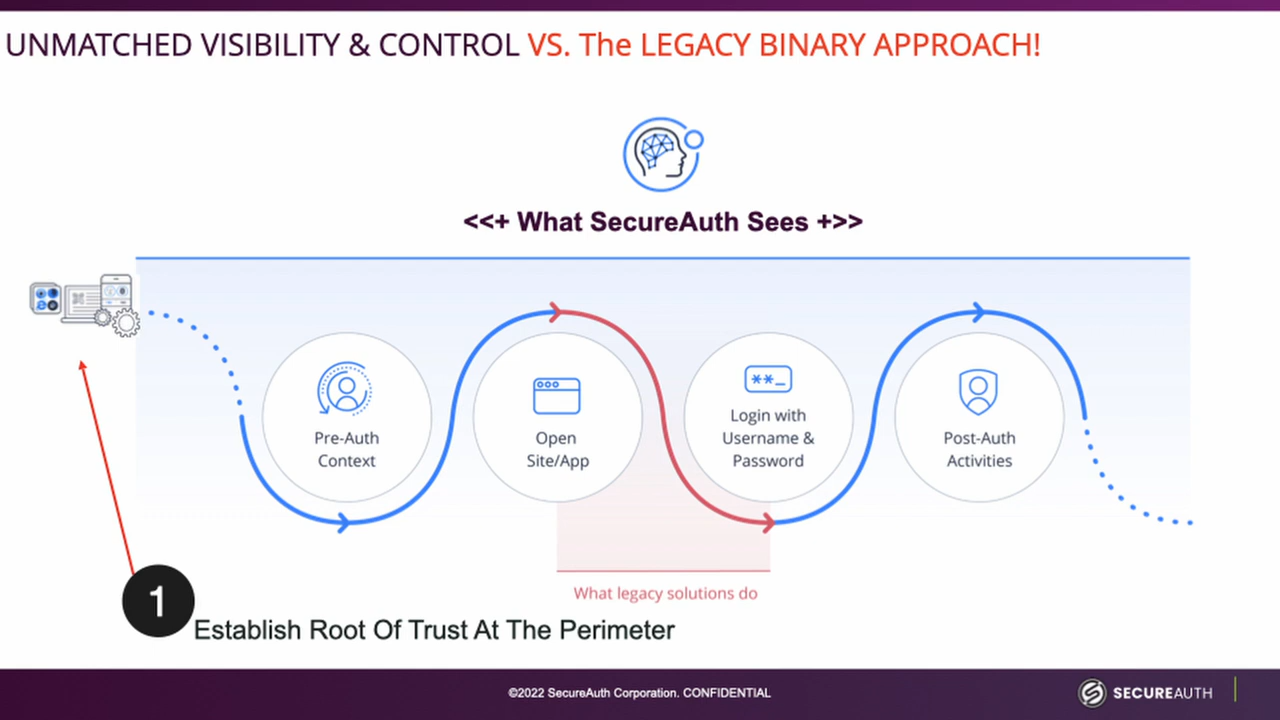 UNMATCHED VISIBILITY & CONTROL VS. The LEGACY BINARY APPROACH!
<<+ What SecureAuth Sees +>>
Pre-Auth
Context
Open
Site/App
**_
Login with
Username &
Password
Post-Auth
Activities
What legacy solutions do
1
Establish Root Of Trust At The Perimeter
©2022 SecureAuth Corporation. CONFIDENTIAL
SECUREAUTH